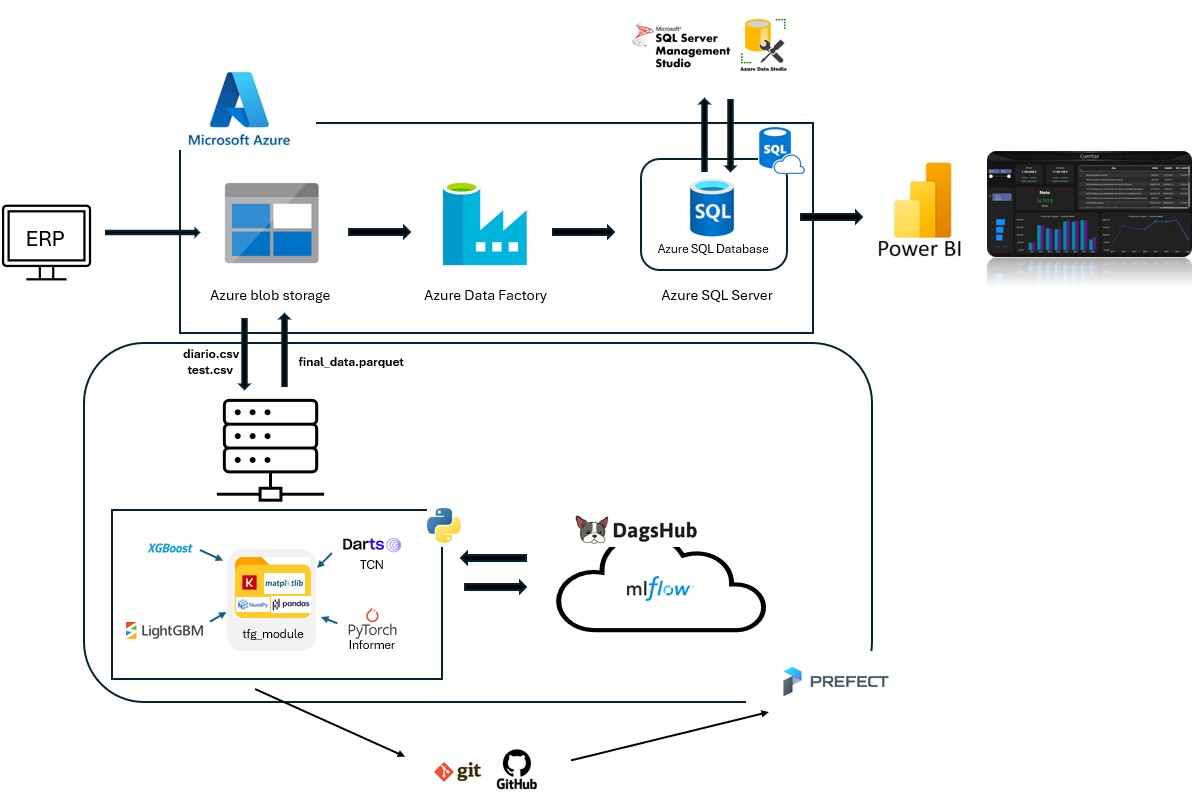 Microsoft®
SQL Server
Management
Studio
Azure Data Studio
Microsoft Azure
SQL
ERP
SQL
Azure SQL Database
Power BI
Cuentas
Neto
Azure blob storage
Azure Data Factory
Azure SQL Server
diario.csv
test.csv
final_data.parquet
XGBoost
Darts
TCN
K
matplotlib
NumPy
pandas
LightGBM
tfg_module
PyTorch
Informer
DagsHub
mlflow™
PREFECT
git
GitHub